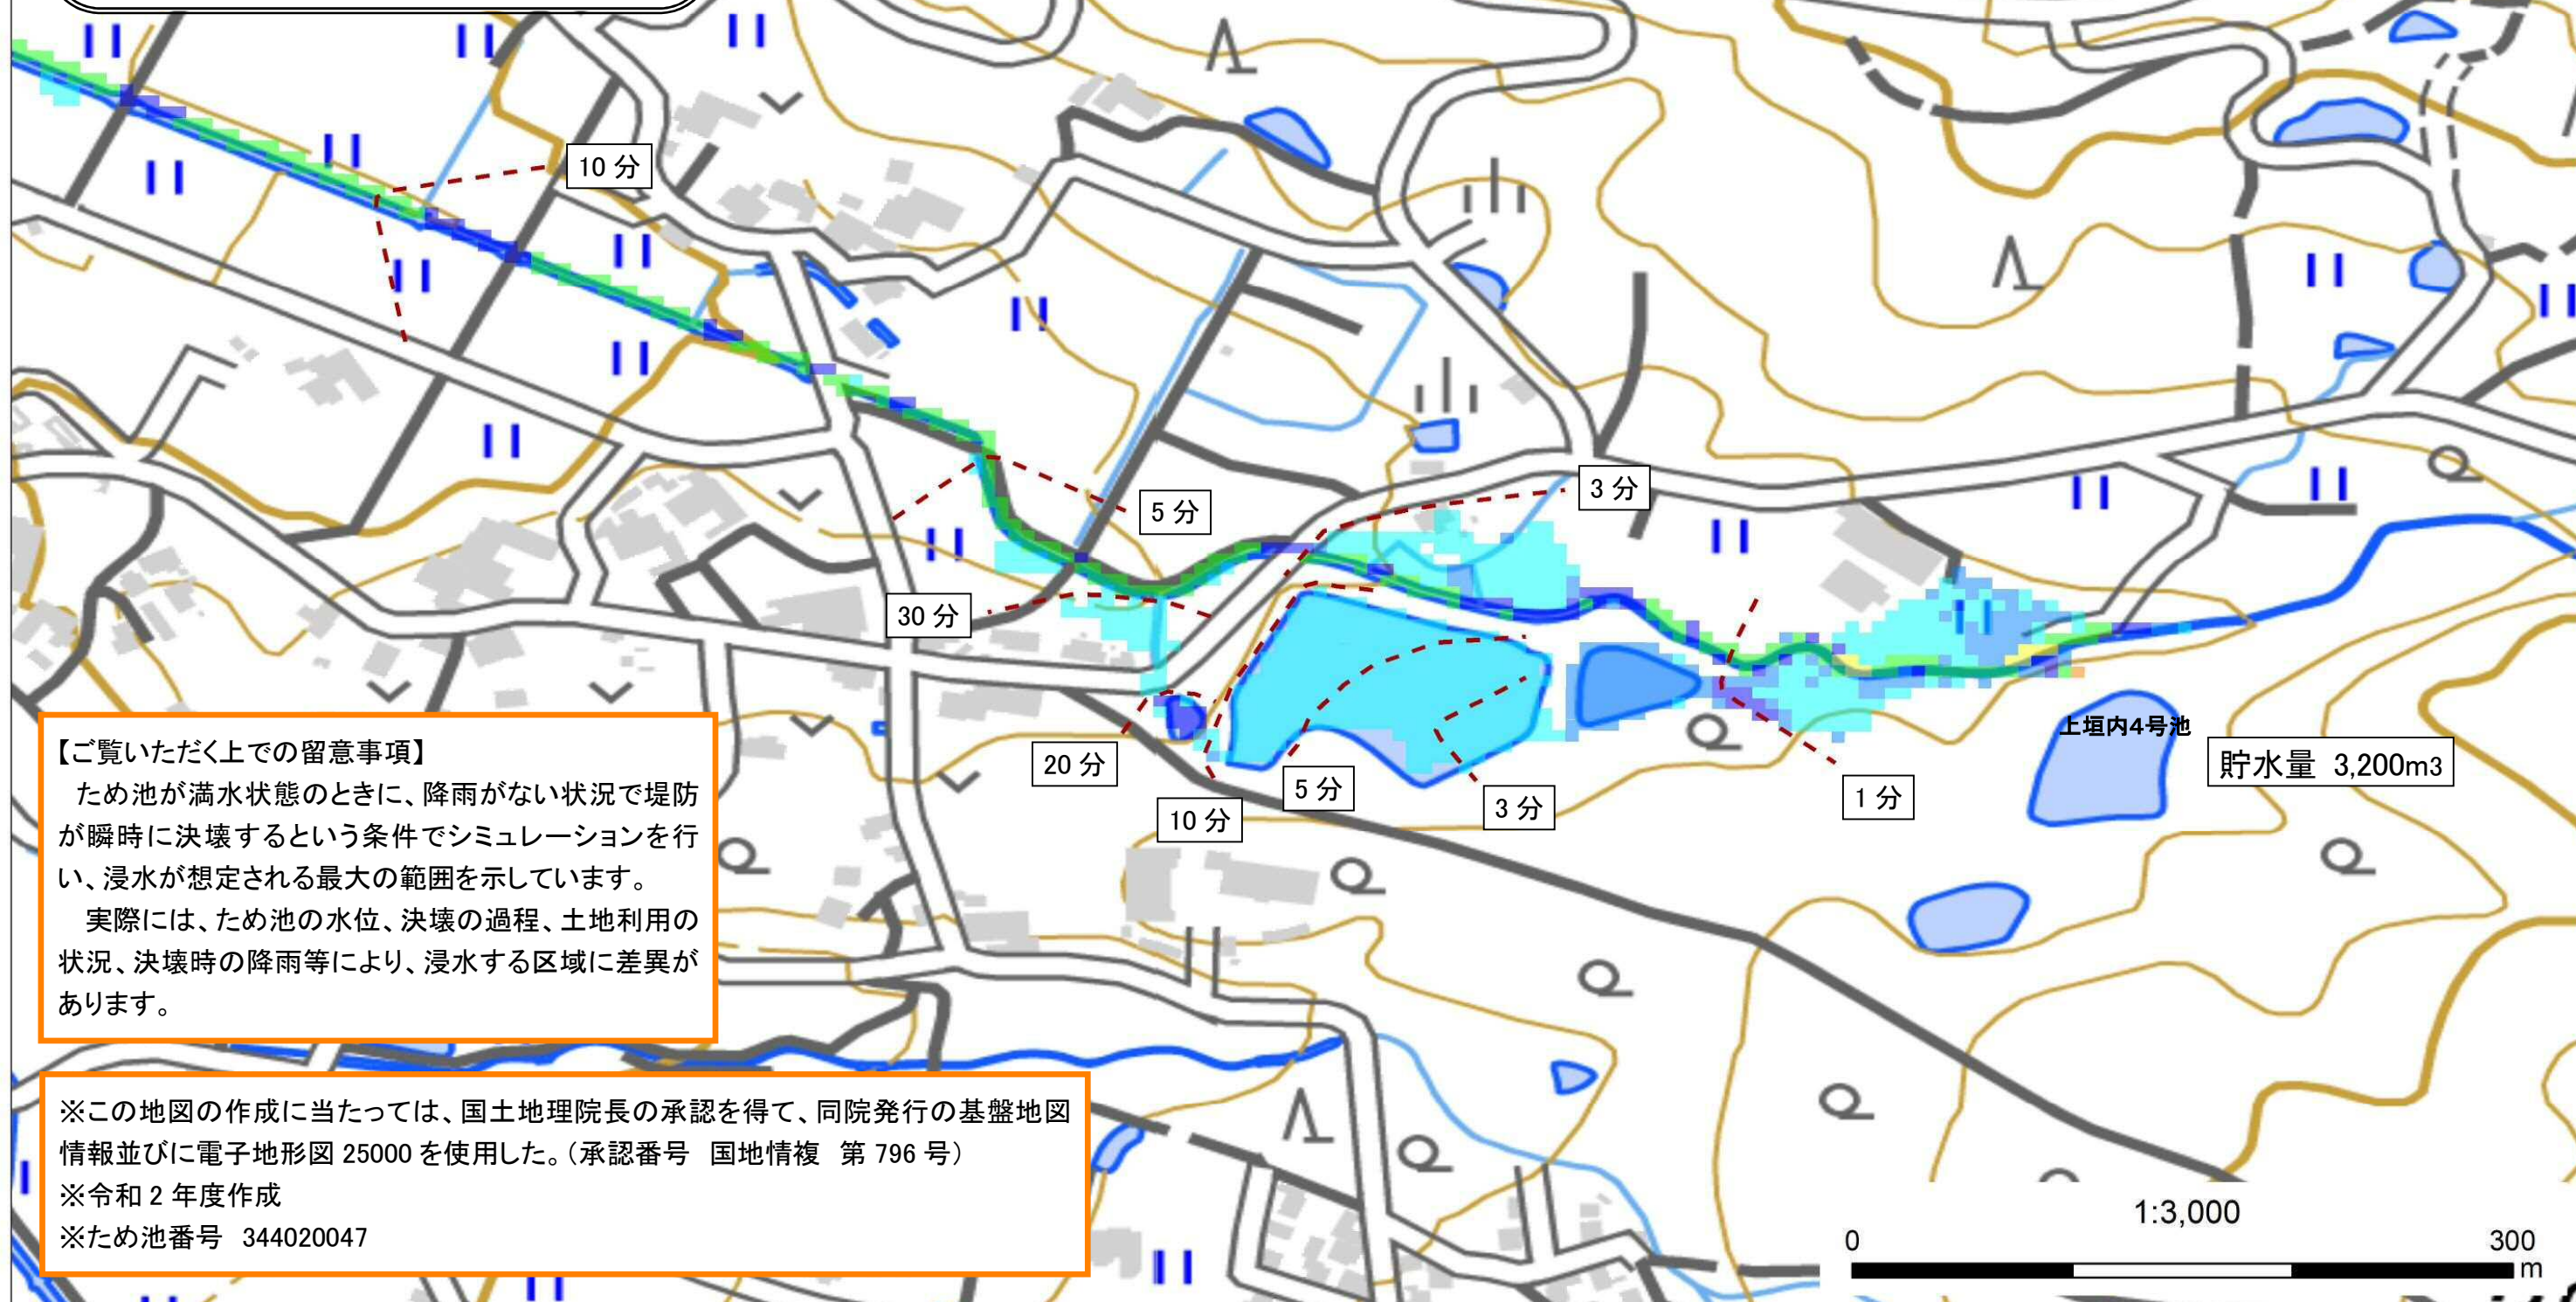 10 分
3 分
5 分
30 分
上垣内4号池
貯水量 3,200m3
20 分
5 分
3 分
1 分
10 分
【ご覧いただく上での留意事項】
ため池が満水状態のときに、降雨がない状況で堤防
が瞬時に決壊するという条件でシミュレーションを行
い、浸水が想定される最大の範囲を示しています。
実際には、ため池の水位、決壊の過程、土地利用の
状況、決壊時の降雨等により、浸水する区域に差異が
あります。
※この地図の作成に当たっては、国土地理院長の承認を得て、同院発行の基盤地図
情報並びに電子地形図 25000 を使用した。（承認番号 国地情複 第 796 号）
※令和 2 年度作成
※ため池番号 344020047
1:3,000
0
300
m